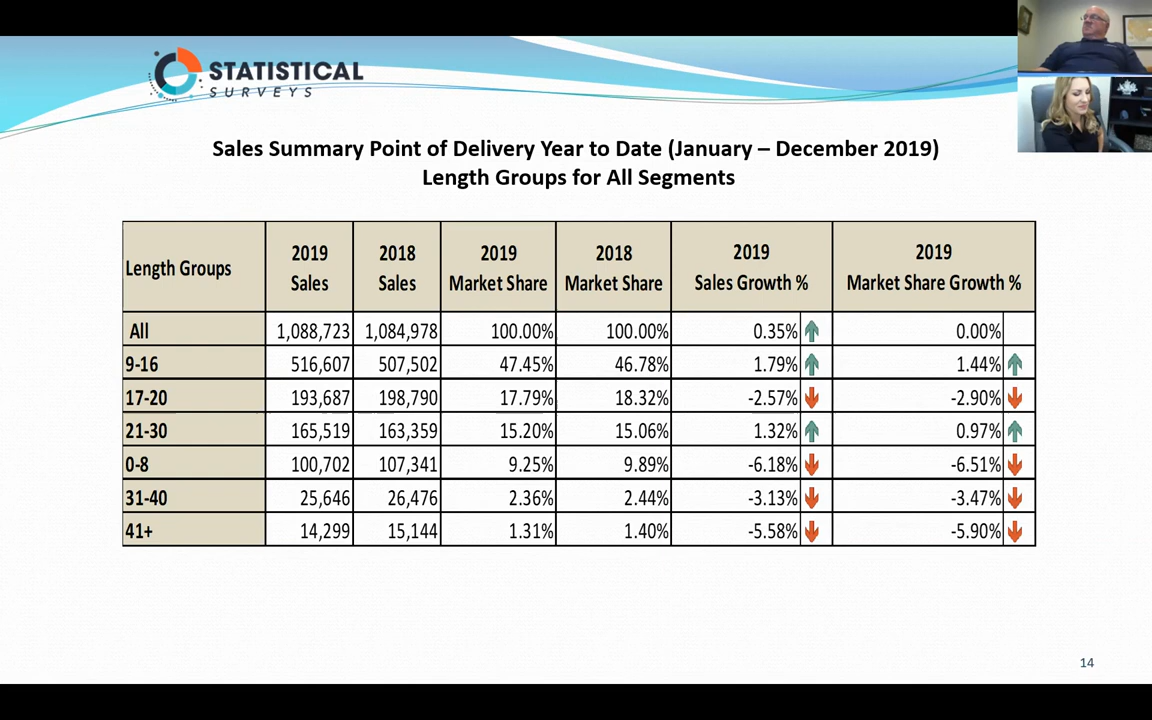 STATISTICAL
SURVEYS
Sales Summary Point of Delivery Year to Date (January – December 2019)
Length Groups for All Segments
Length Groups 2019 Sales 2018 Sales 2019 Market Share 2018 Market Share 2019 Sales Growth % 2019 Market Share Growth %
All 1,088,723 1,084,978 100.00% 100.00% 0.35% 0.00%
9-16 516,607 507,502 47.45% 46.78% 1.79% 1.44%
17-20 193,687 198,790 17.79% 18.32% -2.57% -2.90%
21-30 165,519 163,359 15.20% 15.06% 1.32% 0.97%
0-8 100,702 107,341 9.25% 9.89% -6.18% -6.51%
31-40 25,646 26,476 2.36% 2.44% -3.13% -3.47%
41+ 14,299 15,144 1.31% 1.40% -5.58% -5.90%
14